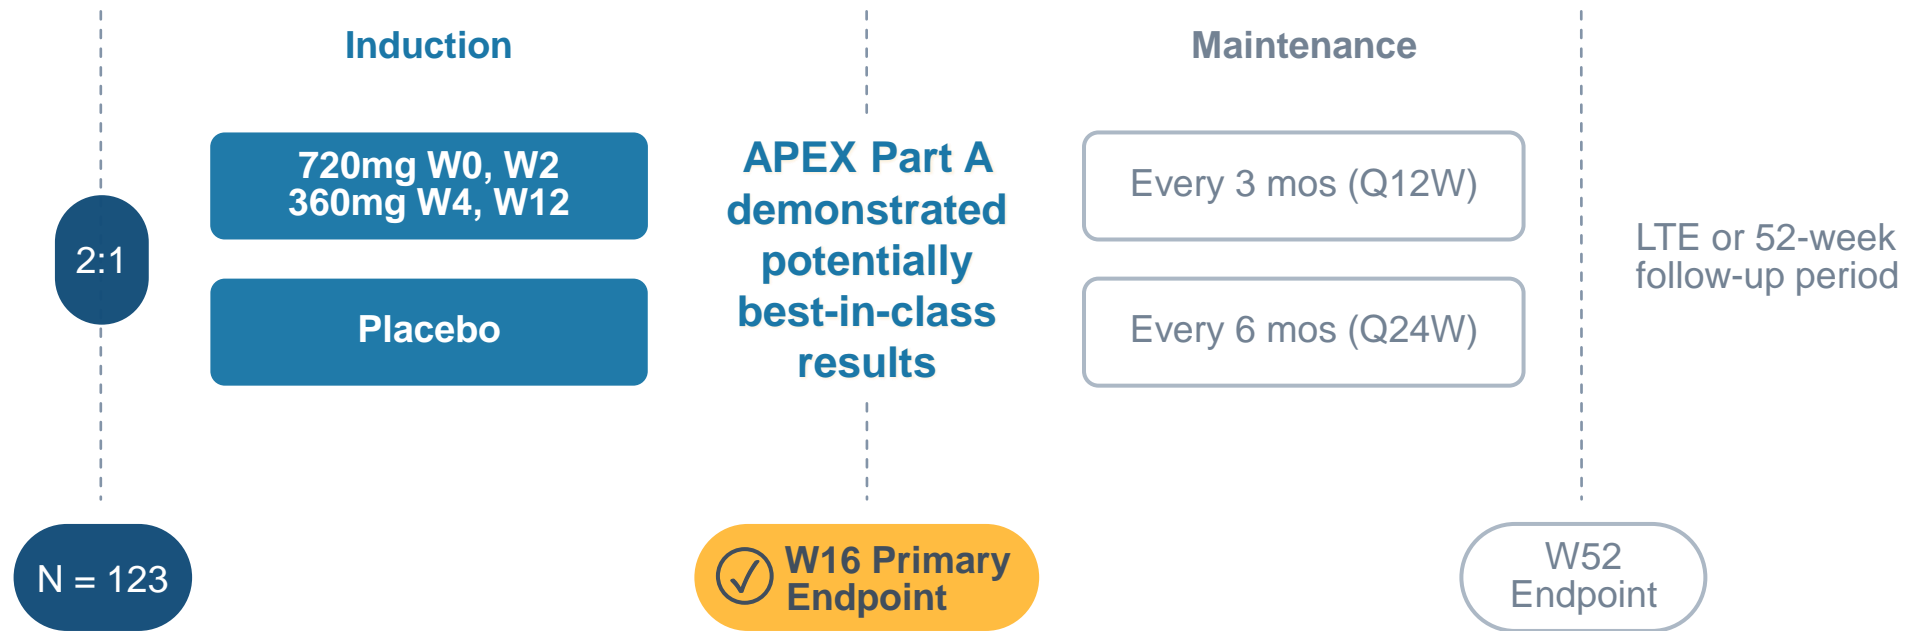 Induction
Maintenance
2:1
720mg W0, W2
360mg W4, W12
Placebo
APEX Part A
demonstrated
potentially
best-in-class
results
Every 3 mos (Q12W)
Every 6 mos (Q24W)
LTE or 52-week
follow-up period
N = 123
W16 Primary
Endpoint
W52
Endpoint